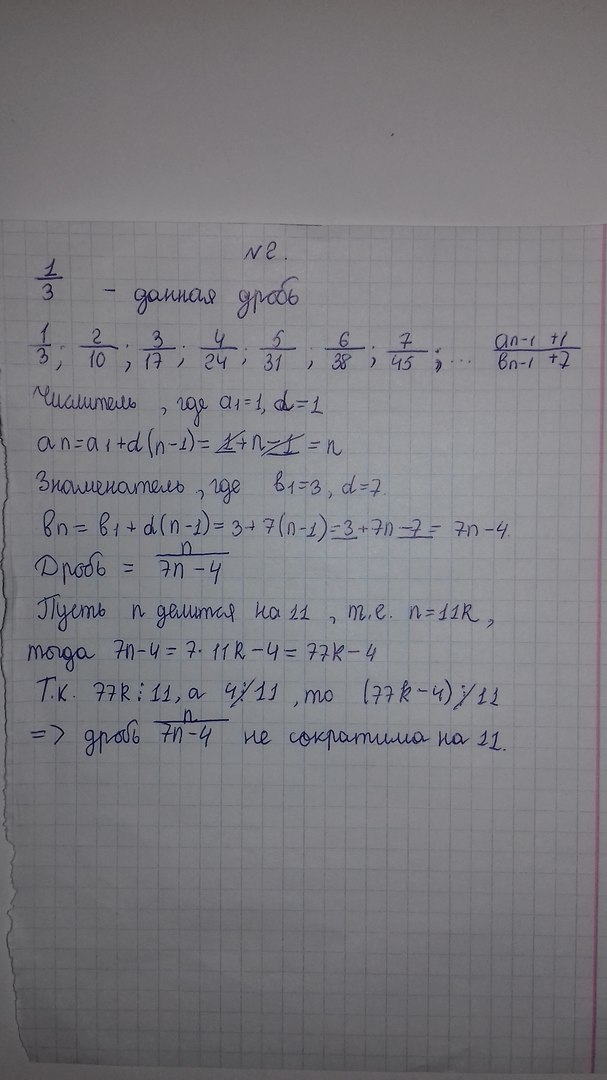 N 2.
1/3 - данная дробь
1/3; 2/10; 3/17; 4/24; 5/31; 6/38; 7/45; ... an-1 +1 / bn-1 +7
Числитель, где a1=1, d=1
an=a1+d(n-1)= 1+n-1 = n
Знаменатель, где b1=3, d=7
bn = b1 + d(n-1)= 3+7(n-1)=3+7n-7= 7n-4
Дробь = n/7n-4
Пусть n делится на 11, т.е. n=11k,
тогда 7n-4=7·11k-4=77k-4
Т.к. 77k⋮11, а 4⋮̸11, то (77k-4)⋮̸11
=> дробь n/7n-4 не сократима на 11.